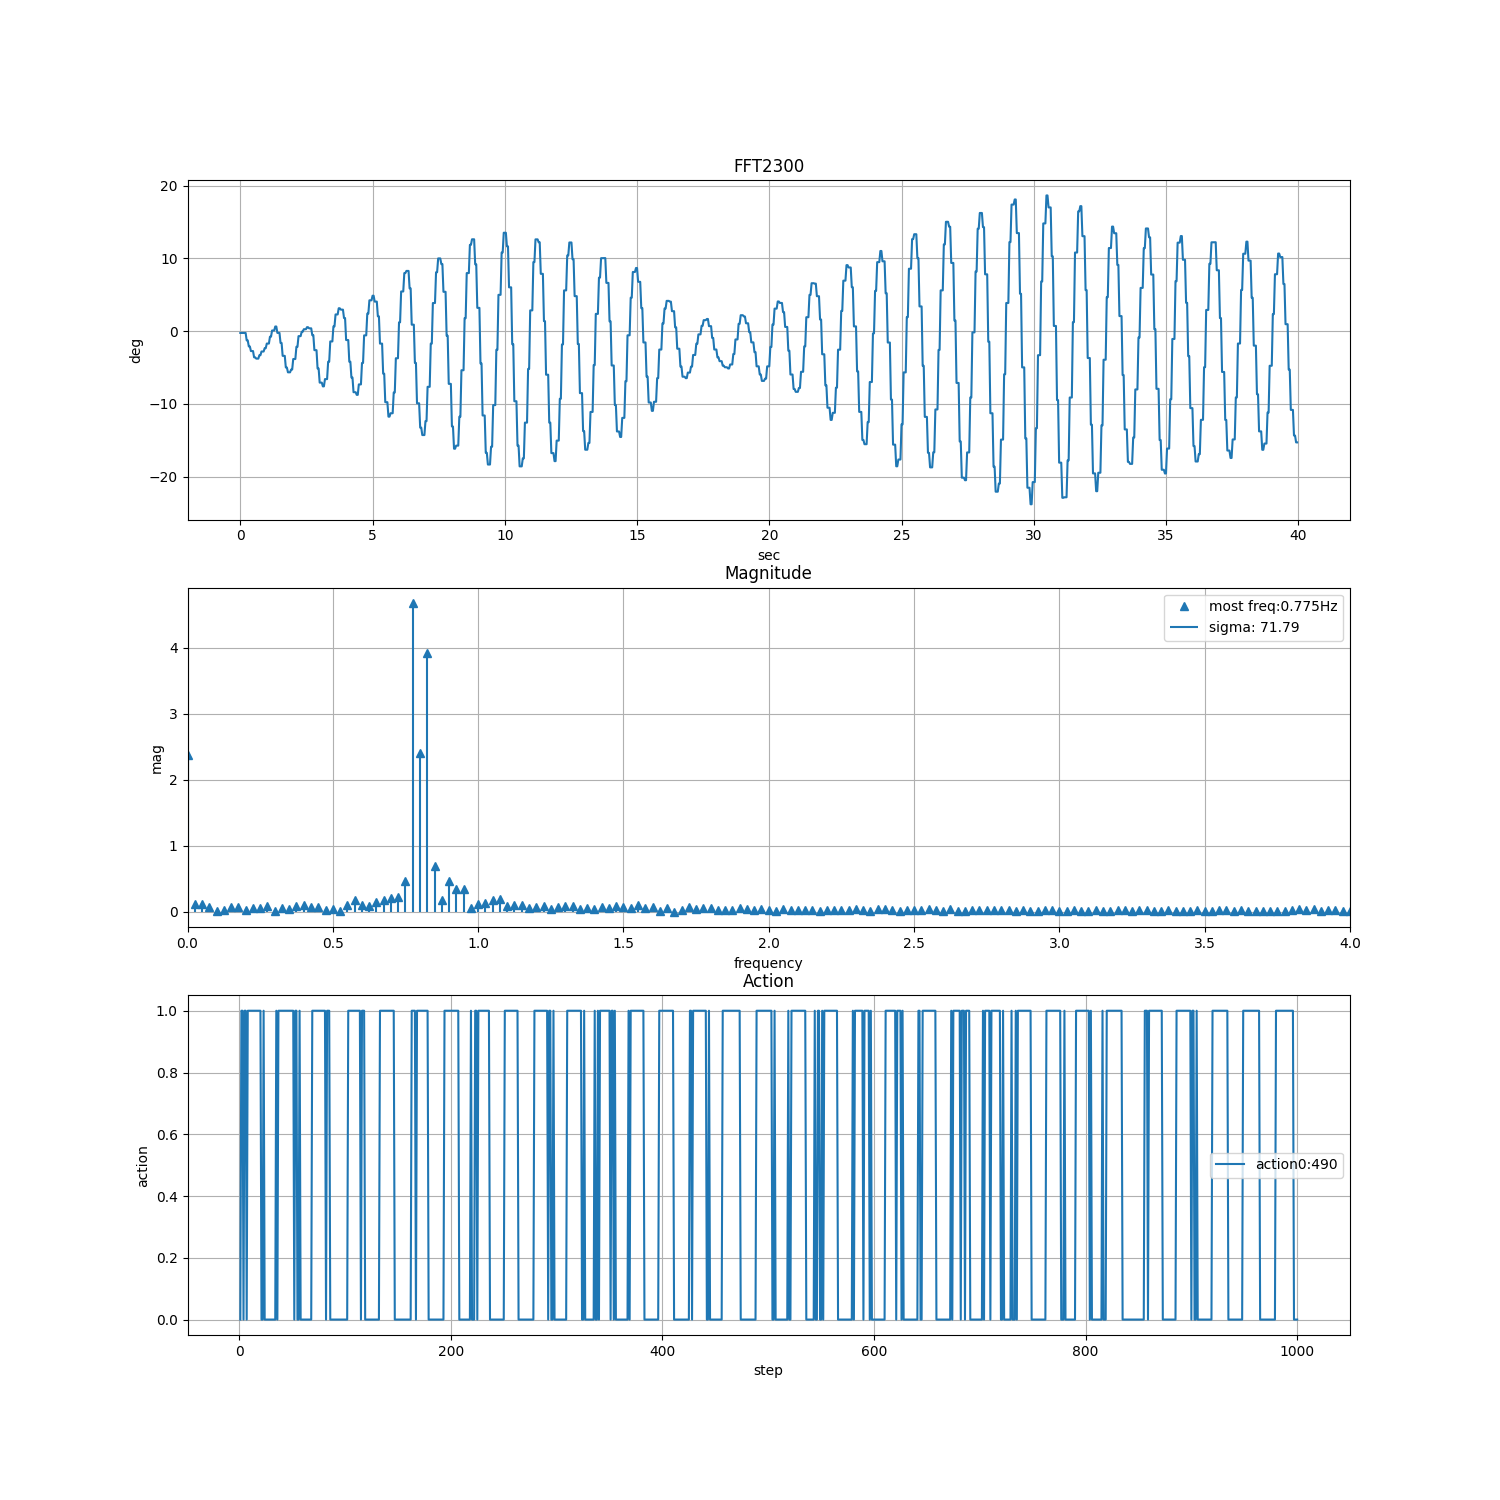 FFT2300
20
10
0
−10
−20
deg
0 5 10 15 20 25 30 35 40
sec
Magnitude
most freq:0.775Hz
sigma: 71.79
4
3
2
1
0
mag
0.0 0.5 1.0 1.5 2.0 2.5 3.0 3.5 4.0
frequency
Action
1.0
0.8
0.6
0.4
0.2
0.0
action
action0:490
0 200 400 600 800 1000
step